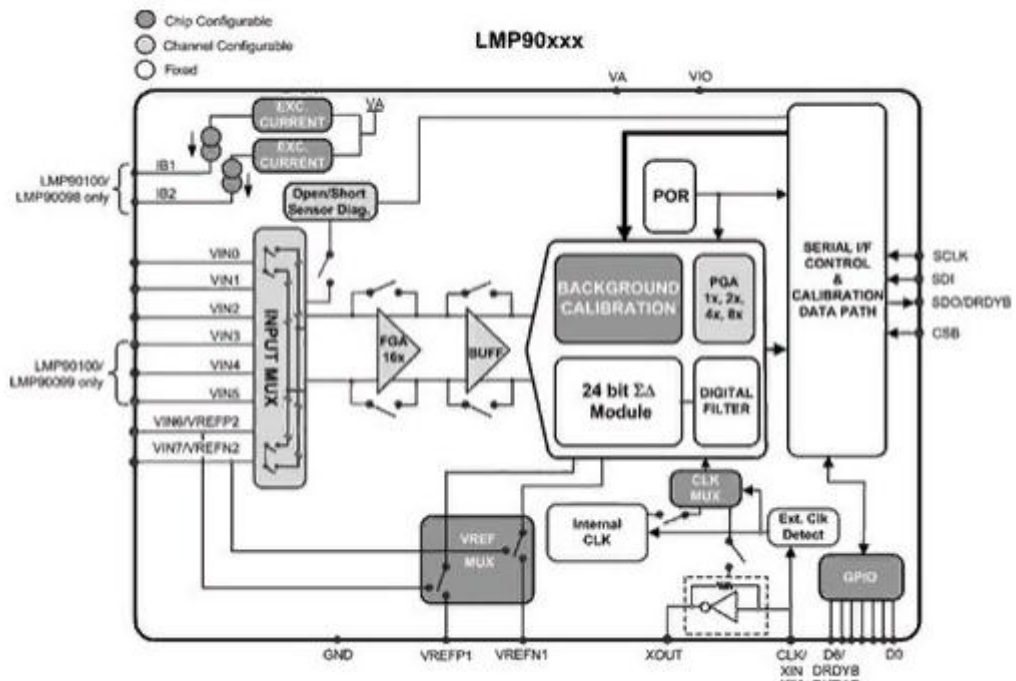 Chip Configurable
Channel Configurable
Fixed
LMP90xxx
VA
VIO
EXC.
CURRENT
VA
EXC.
CURRENT
IB1
IB2
LMP90100/
LMP90098 only
Open/Short
Sensor Diag.
POR
SERIAL I/F
CONTROL
&
CALIBRATION
DATA PATH
SCLK
SDI
SDO/DRDYB
CSB
VIN0
VIN1
VIN2
VIN3
VIN4
VIN5
VIN6/VREFP2
VIN7/VREFN2
LMP90100/
LMP90099 only
INPUT MUX
FGA
16x
BUFF
BACKGROUND
CALIBRATION
PGA
1x, 2x,
4x, 8x
24 bit ΣΔ
Module
DIGITAL
FILTER
CLK
MUX
Internal
CLK
Ext. Clk
Detect
VREF
MUX
GPIO
GND
VREFP1
VREFN1
XOUT
CLK/
XIN
D6/
DRDYB
D0